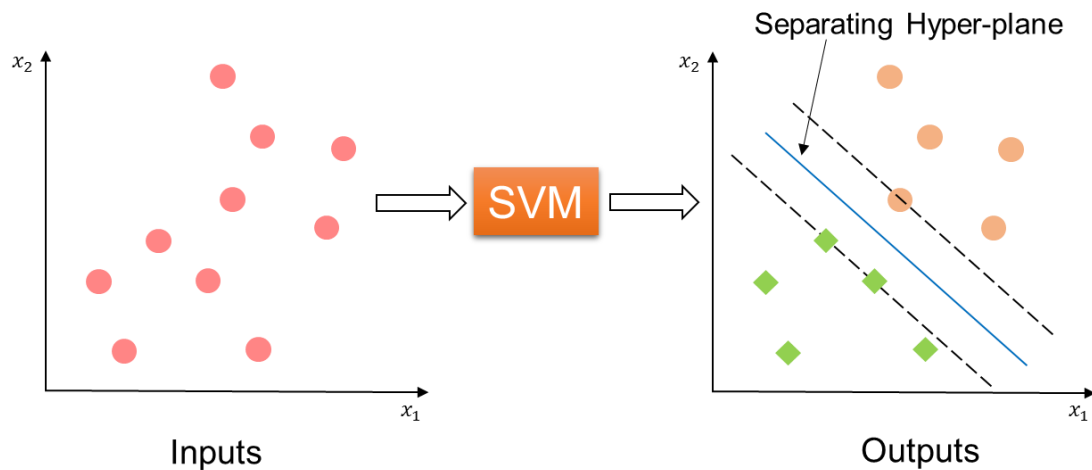 Separating Hyper-plane
x₂
x₂
SVM
x₁
x₁
Inputs
Outputs